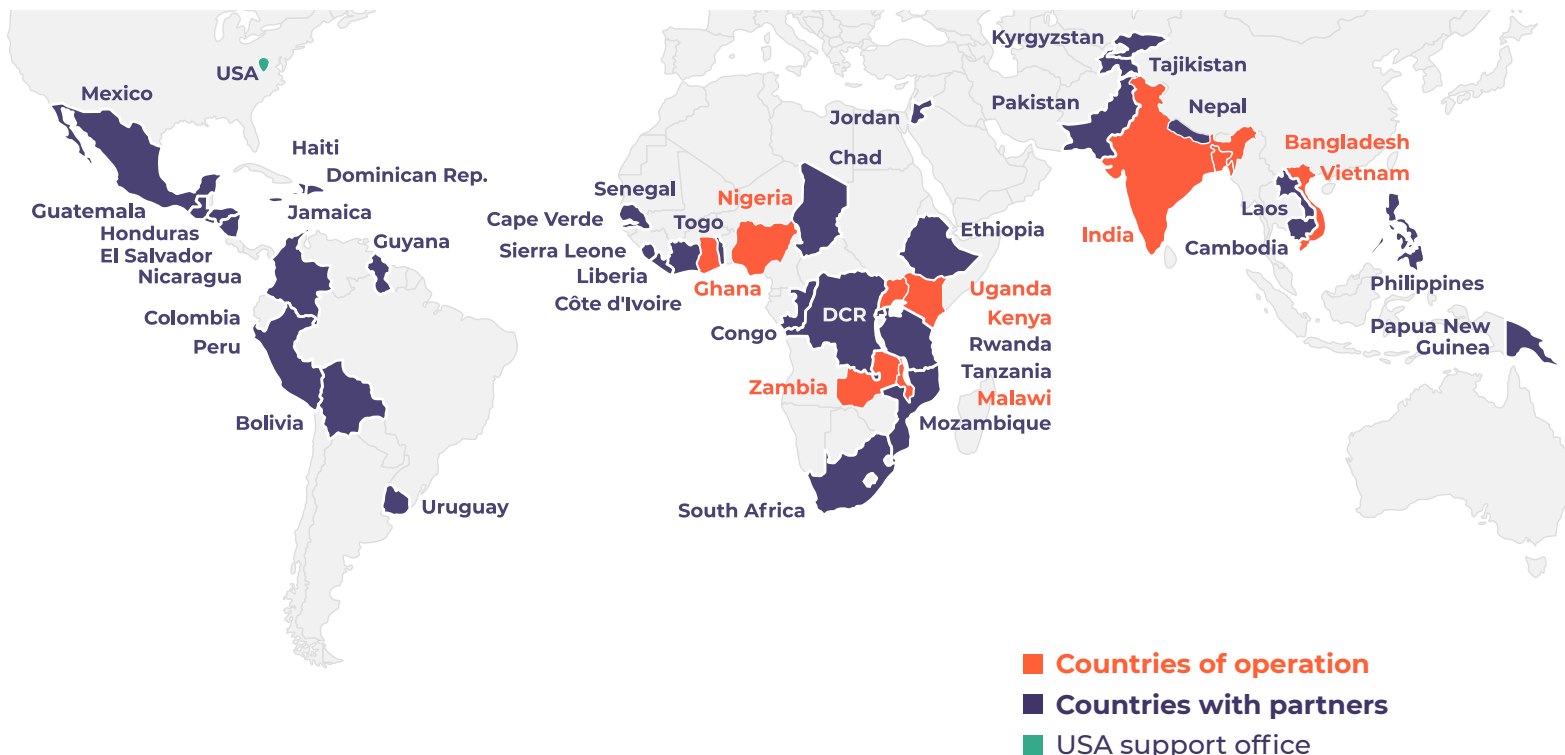 USA
Mexico
Haiti
Dominican Rep.
Jamaica
Guatemala
Honduras
El Salvador
Nicaragua
Guyana
Colombia
Peru
Bolivia
Uruguay
Jordan
Chad
Senegal
Nigeria
Cape Verde
Togo
Sierra Leone
Liberia
Ghana
Côte d'Ivoire
Ethiopia
Congo
DCR
Uganda
Kenya
Rwanda
Tanzania
Zambia
Malawi
Mozambique
South Africa
Kyrgyzstan
Tajikistan
Pakistan
Nepal
Bangladesh
Vietnam
India
Laos
Cambodia
Philippines
Papua New
Guinea
Countries of operation
Countries with partners
USA support office